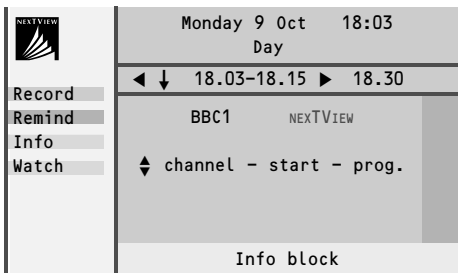 NEXTVIEW
Monday 9 Oct 18:03
Day
◀ ↓ 18.03-18.15 ▶ 18.30
Record
Remind
Info
Watch
BBC1 NEXTVIEW
channel - start - prog.
Info block